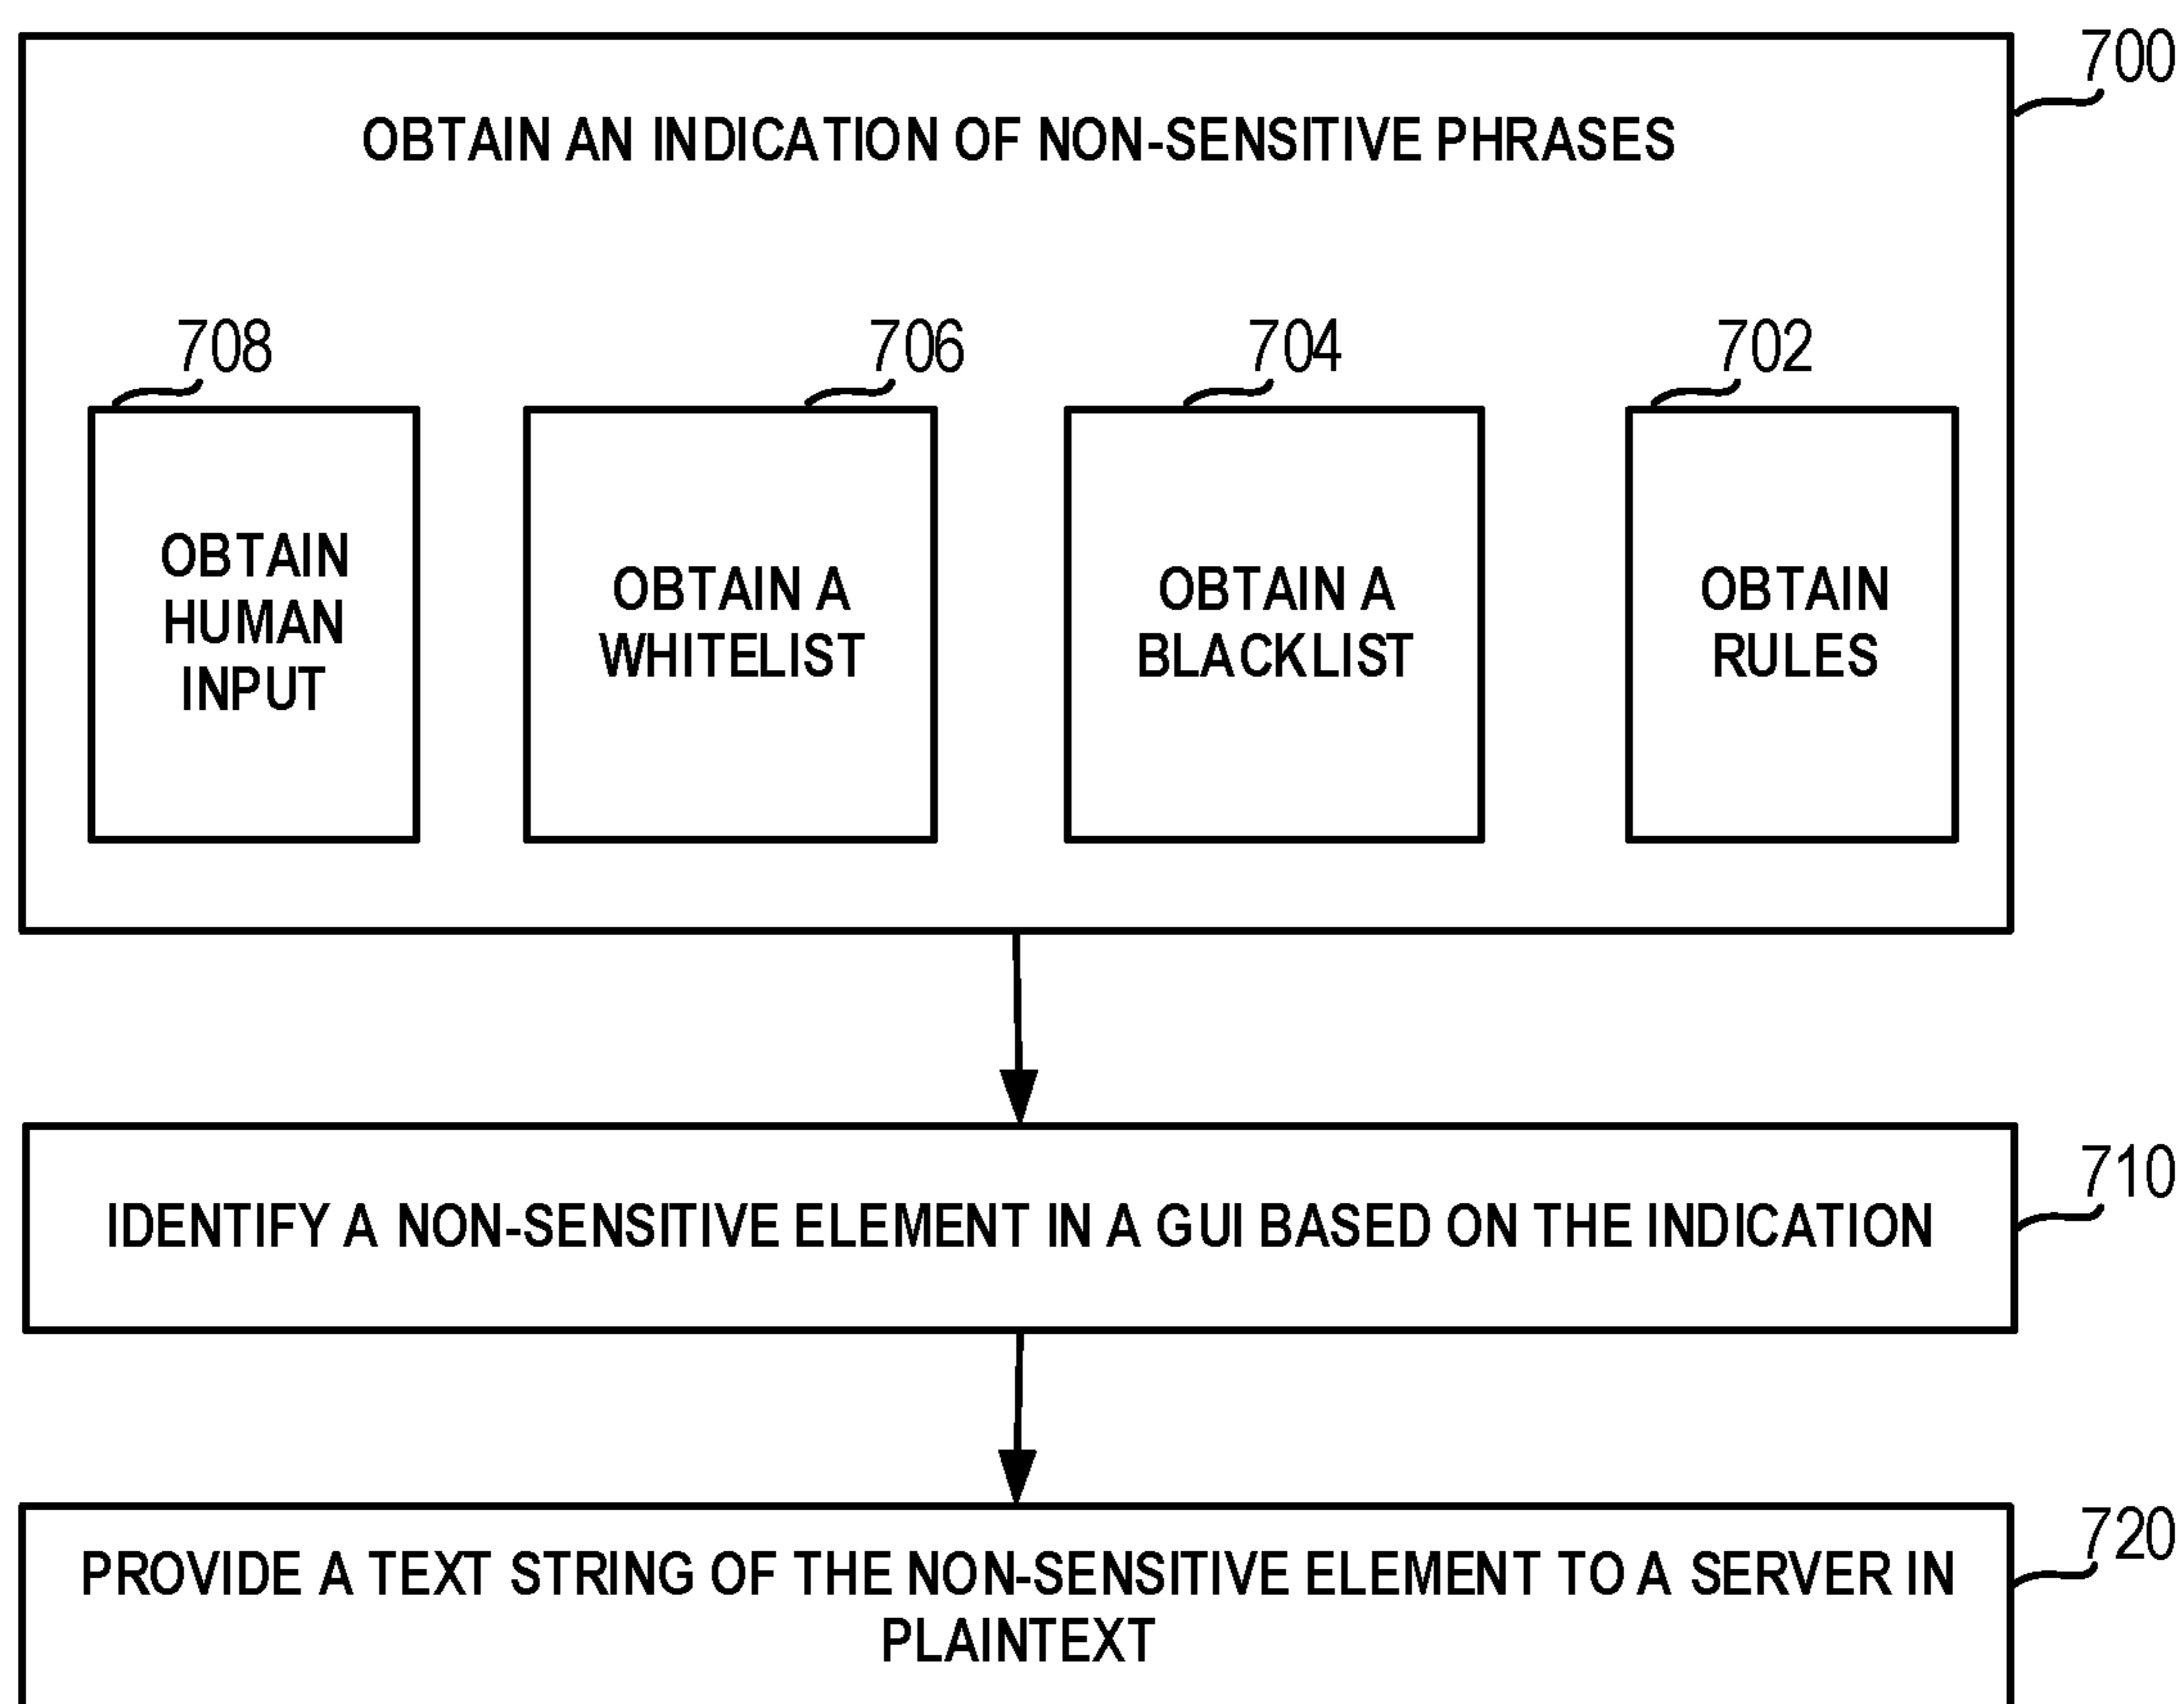 700
OBTAIN AN INDICATION OF NON-SENSITIVE PHRASES
708
706
704
702
OBTAIN
HUMAN
INPUT
OBTAIN A
WHITELIST
OBTAIN A
BLACKLIST
OBTAIN
RULES
710
IDENTIFY A NON-SENSITIVE ELEMENT IN A GUI BASED ON THE INDICATION
720
PROVIDE A TEXT STRING OF THE NON-SENSITIVE ELEMENT TO A SERVER IN
PLAINTEXT